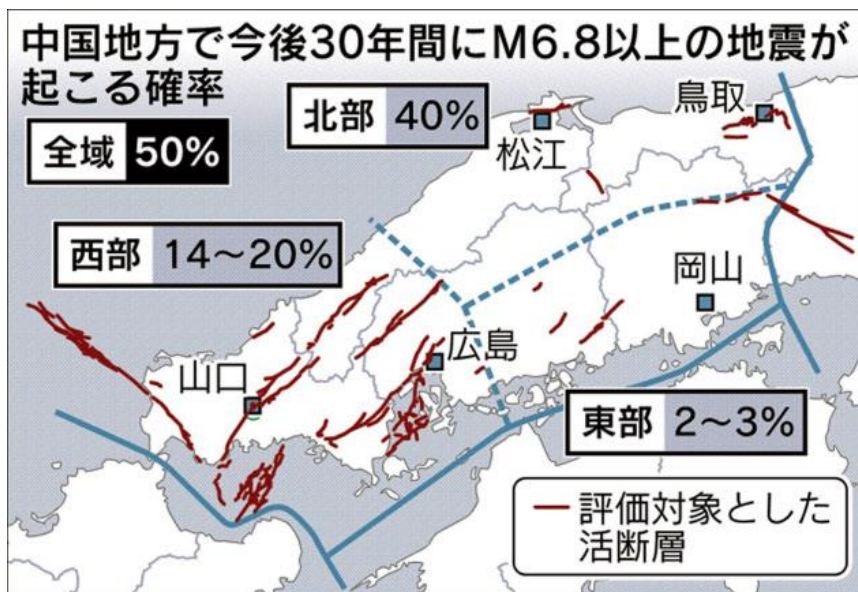 中国地方で今後30年間にM6.8以上の地震が
起こる確率
全域 50%
北部 40%
鳥取
松江
西部 14～20%
岡山
広島
山口
東部 2～3%
評価対象とした
活断層